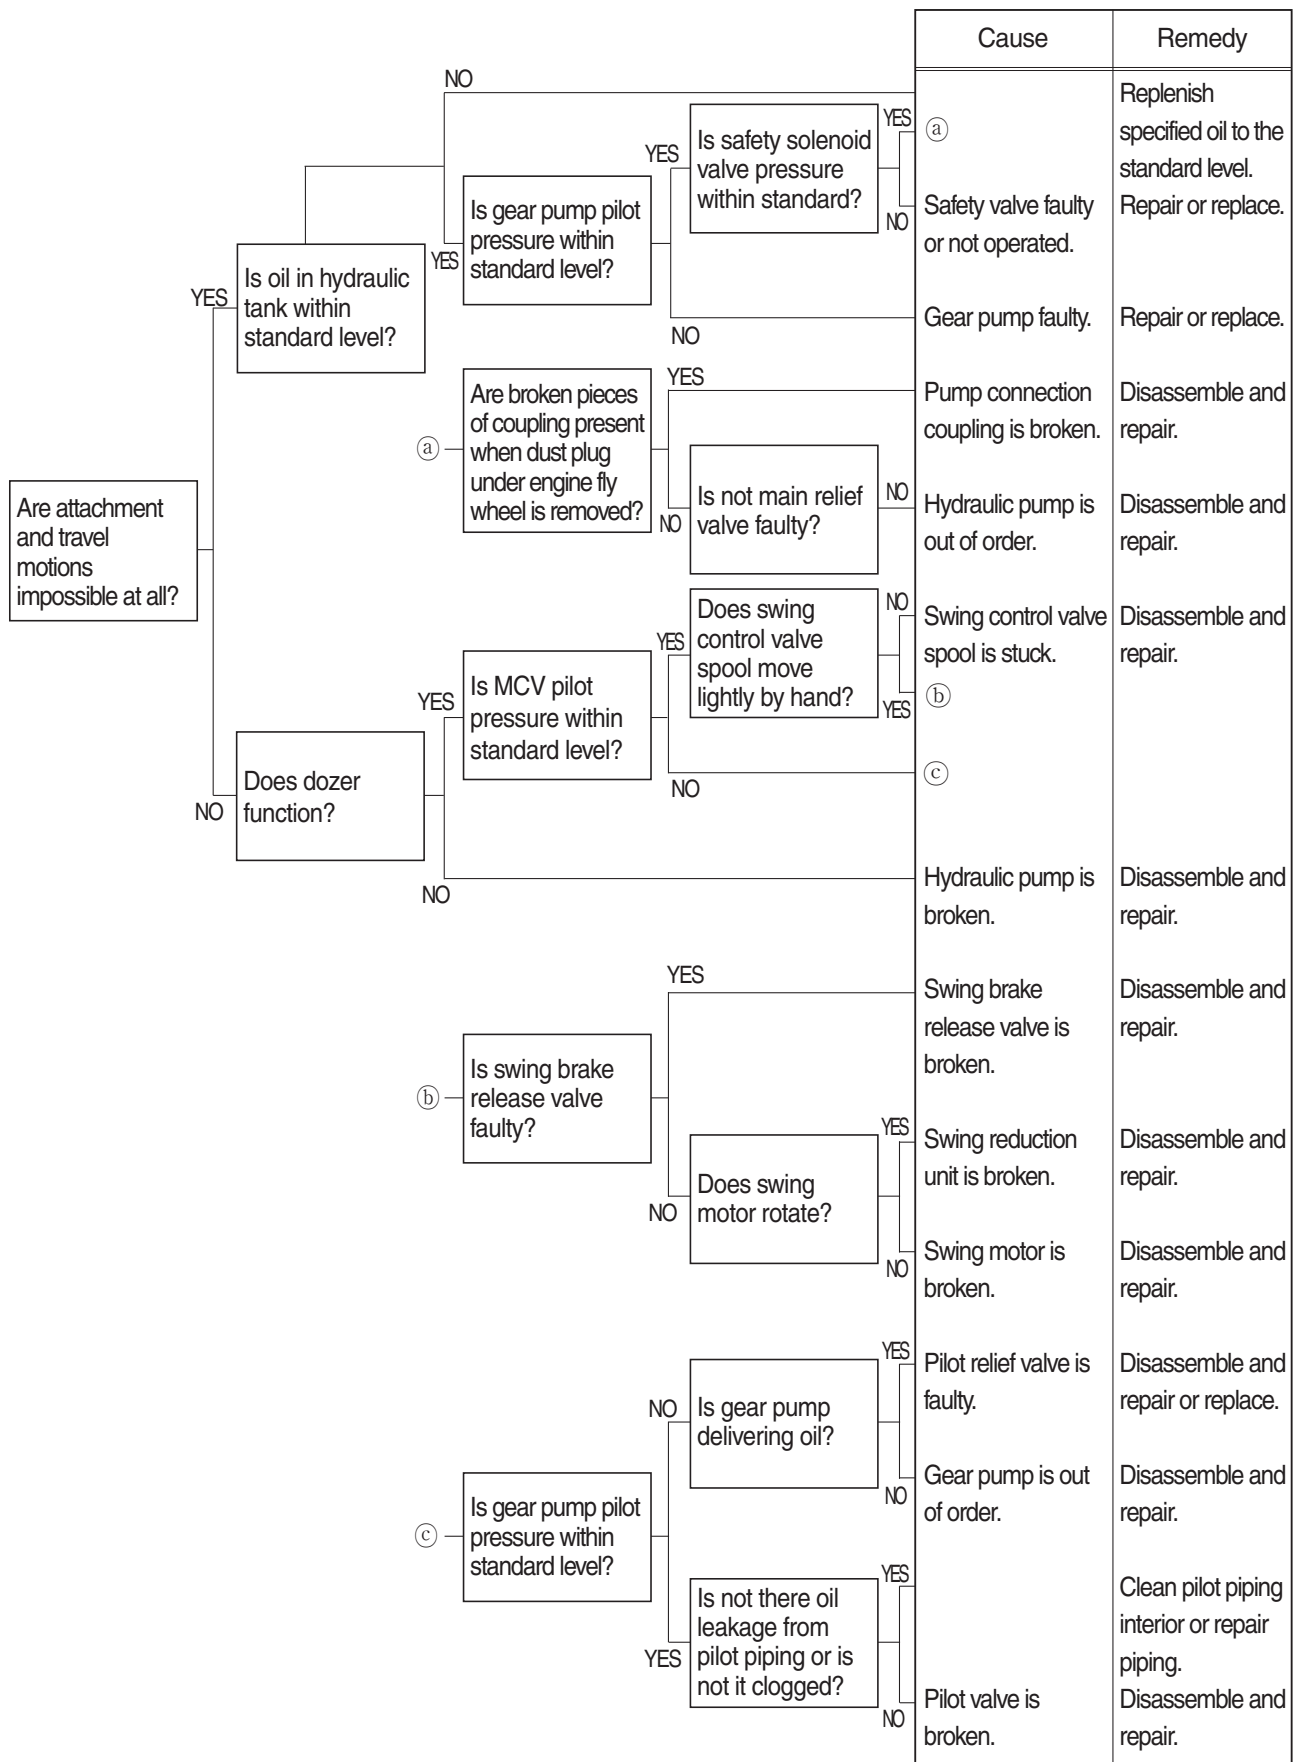 Cause
Remedy
NO
Replenish
specified oil to the
standard level.
YES
ⓐ
Is safety solenoid
valve pressure
within standard?
YES
Is gear pump pilot
pressure within
standard level?
YES
NO
Safety valve faulty
or not operated.
Repair or replace.
Is oil in hydraulic
tank within
standard level?
YES
NO
Gear pump faulty.
Repair or replace.
YES
Are broken pieces
of coupling present
when dust plug
under engine fly
wheel is removed?
ⓐ
Pump connection
coupling is broken.
Disassemble and
repair.
Are attachment
and travel
motions
impossible at all?
NO
Is not main relief
valve faulty?
NO
Hydraulic pump is
out of order.
Disassemble and
repair.
Does swing
control valve
spool move
lightly by hand?
NO
Swing control valve
spool is stuck.
Disassemble and
repair.
YES
Is MCV pilot
pressure within
standard level?
YES
YES
ⓑ
Does dozer
function?
NO
NO
ⓒ
NO
Hydraulic pump is
broken.
Disassemble and
repair.
YES
Swing brake
release valve is
broken.
Disassemble and
repair.
ⓑ
Is swing brake
release valve
faulty?
YES
Swing reduction
unit is broken.
Disassemble and
repair.
NO
Does swing
motor rotate?
NO
Swing motor is
broken.
Disassemble and
repair.
YES
Pilot relief valve is
faulty.
Disassemble and
repair or replace.
NO
Is gear pump
delivering oil?
NO
Gear pump is out
of order.
Disassemble and
repair.
ⓒ
Is gear pump pilot
pressure within
standard level?
YES
Clean pilot piping
interior or repair
piping.
YES
Is not there oil
leakage from
pilot piping or is
not it clogged?
NO
Pilot valve is
broken.
Disassemble and
repair.